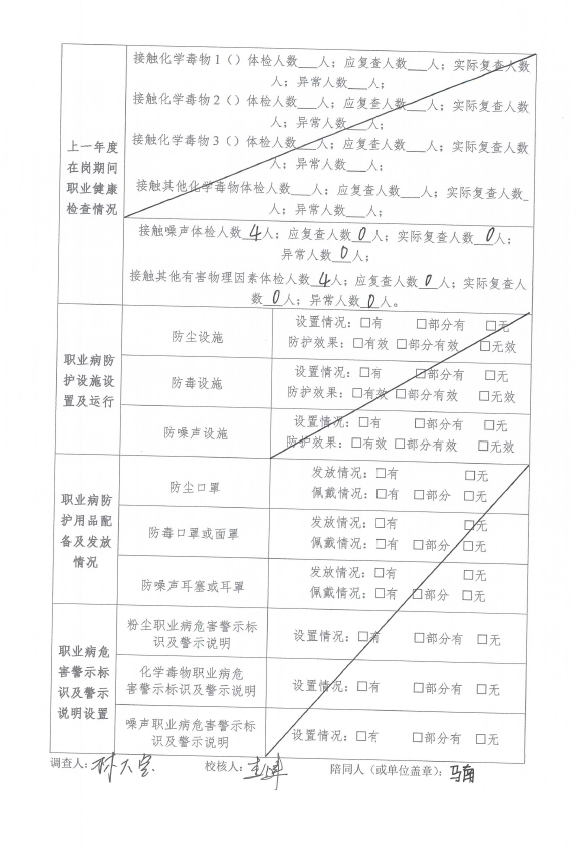 上一年度
在岗期间
职业健康
检查情况
接触化学毒物1（）体检人数___人；应复查人数___人；实际复查人数
人；异常人数___人；
接触化学毒物2（）体检人数___人；应复查人数___人；实际复查人数
人；异常人数___人；
接触化学毒物3（）体检人数___人；应复查人数___人；实际复查人数
人；异常人数___人；
接触其他化学毒物体检人数___人；应复查人数___人；实际复查人数_
人；异常人数___人；
接触噪声体检人数4人；应复查人数0人；实际复查人数0人；
异常人数0人；
接触其他有害物理因素体检人数4人；应复查人数0人；实际复查人
数0人；异常人数0人。
职业病防
护设施设
置及运行
防尘设施
设置情况：□有 □部分有 □无
防护效果：□有效 □部分有效 □无效
防毒设施
设置情况：□有 □部分有 □无
防护效果：□有效 □部分有效 □无效
防噪声设施
设置情况：□有 □部分有 □无
防护效果：□有效 □部分有效 □无效
职业病防
护用品配
备及发放
情况
防尘口罩
发放情况：□有 □无
佩戴情况：□有 □部分 □无
防毒口罩或面罩
发放情况：□有 □无
佩戴情况：□有 □部分 □无
防噪声耳塞或耳罩
发放情况：□有 □无
佩戴情况：□有 □部分 □无
职业病危
害警示标
识及警示
说明设置
粉尘职业病危害警示标
识及警示说明
设置情况：□有 □部分有 □无
化学毒物职业病危
害警示标识及警示说明
设置情况：□有 □部分有 □无
噪声职业病危害警示标
识及警示说明
设置情况：□有 □部分有 □无
调查人： 校核人： 陪同人（或单位盖章）：马南